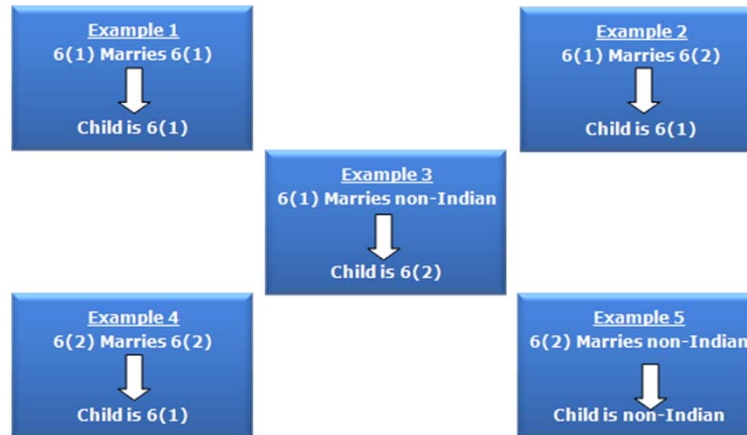 Example 1
6(1) Marries 6(1)
Child is 6(1)
Example 2
6(1) Marries 6(2)
Child is 6(1)
Example 3
6(1) Marries non-Indian
Child is 6(2)
Example 4
6(2) Marries 6(2)
Child is 6(1)
Example 5
6(2) Marries non-Indian
Child is non-Indian